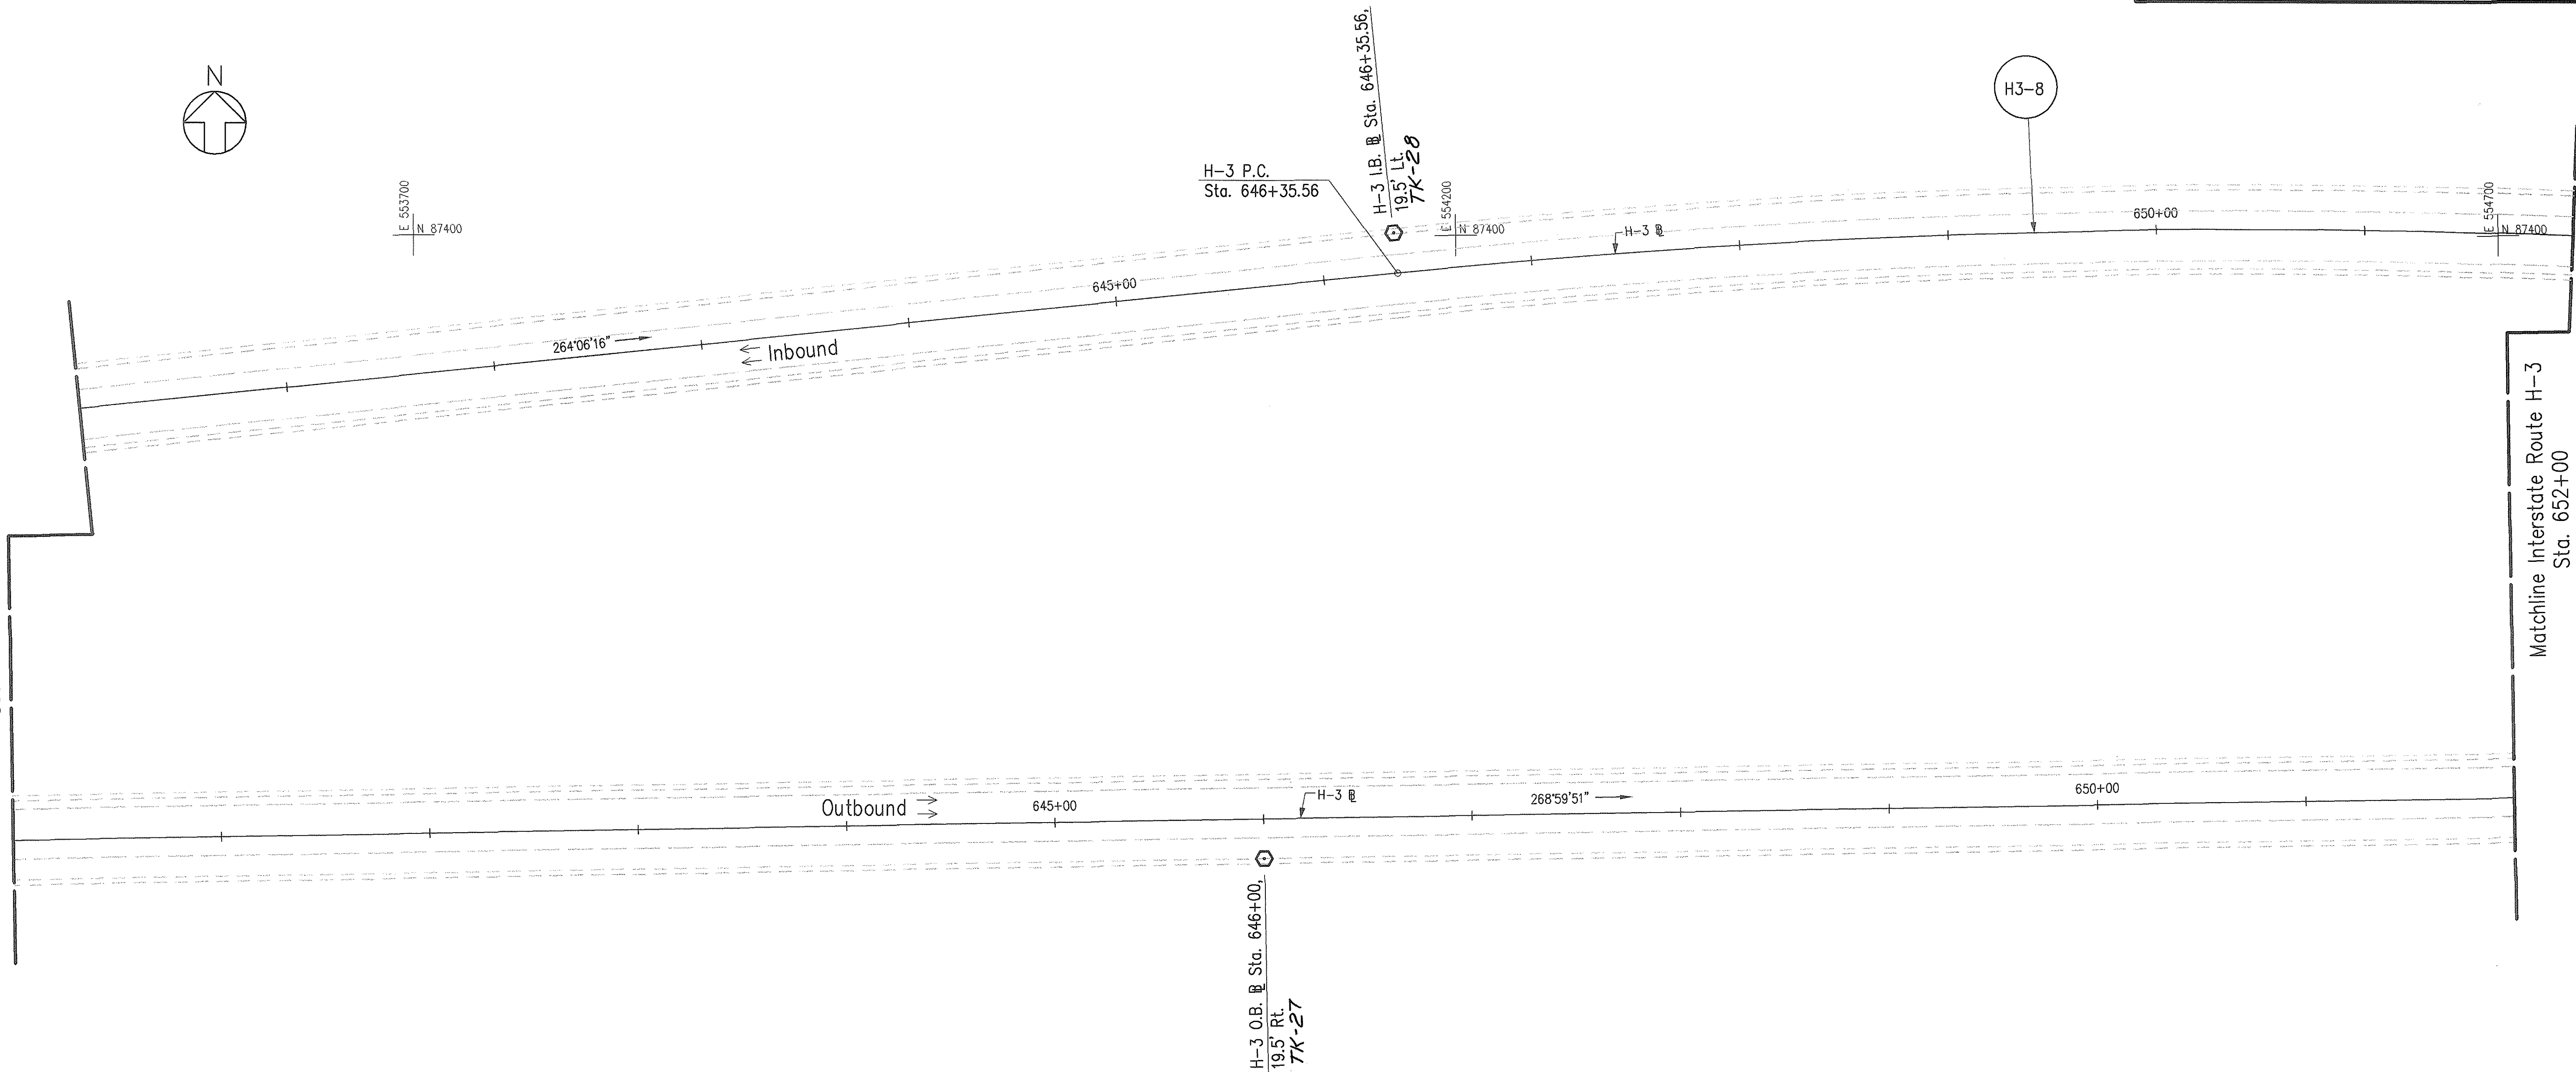 N
H-3 I.B. ℄ Sta. 646+35.56,
19.5' Lt.
TK-28
H3-8
H-3 P.C.
Sta. 646+35.56
E 553700
N 87400
E 554200
N 87400
H-3 ℄
650+00
E 554700
N 87400
645+00
264°06'16"
Inbound
Matchline Interstate Route H-3
Sta. 652+00
Outbound
645+00
H-3 ℄
268°59'51"
650+00
H-3 O.B. ℄ Sta. 646+00,
19.5' Rt.
TK-27